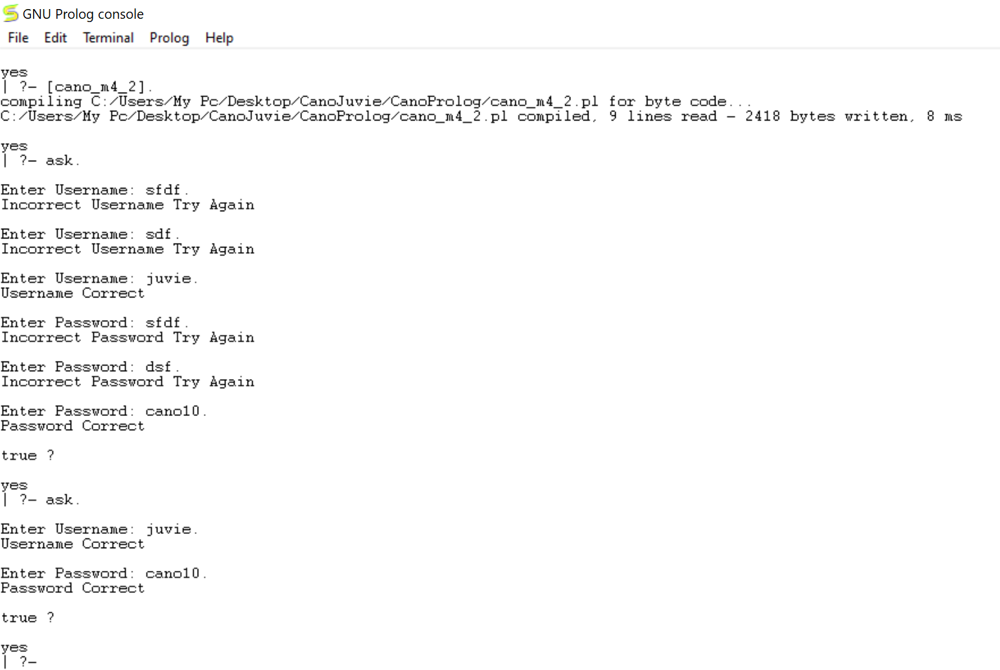 GNU Prolog console
File Edit Terminal Prolog Help
yes
| ?- [cano_m4_2].
compiling C:/Users/My Pc/Desktop/CanoJuvie/CanoProlog/cano_m4_2.pl for byte code...
C:/Users/My Pc/Desktop/CanoJuvie/CanoProlog/cano_m4_2.pl compiled, 9 lines read - 2418 bytes written, 8 ms
yes
| ?- ask.
Enter Username: sfdf.
Incorrect Username Try Again
Enter Username: sdf.
Incorrect Username Try Again
Enter Username: juvie.
Username Correct
Enter Password: sfdf.
Incorrect Password Try Again
Enter Password: dsf.
Incorrect Password Try Again
Enter Password: cano10.
Password Correct
true ?
yes
| ?- ask.
Enter Username: juvie.
Username Correct
Enter Password: cano10.
Password Correct
true ?
yes
| ?-